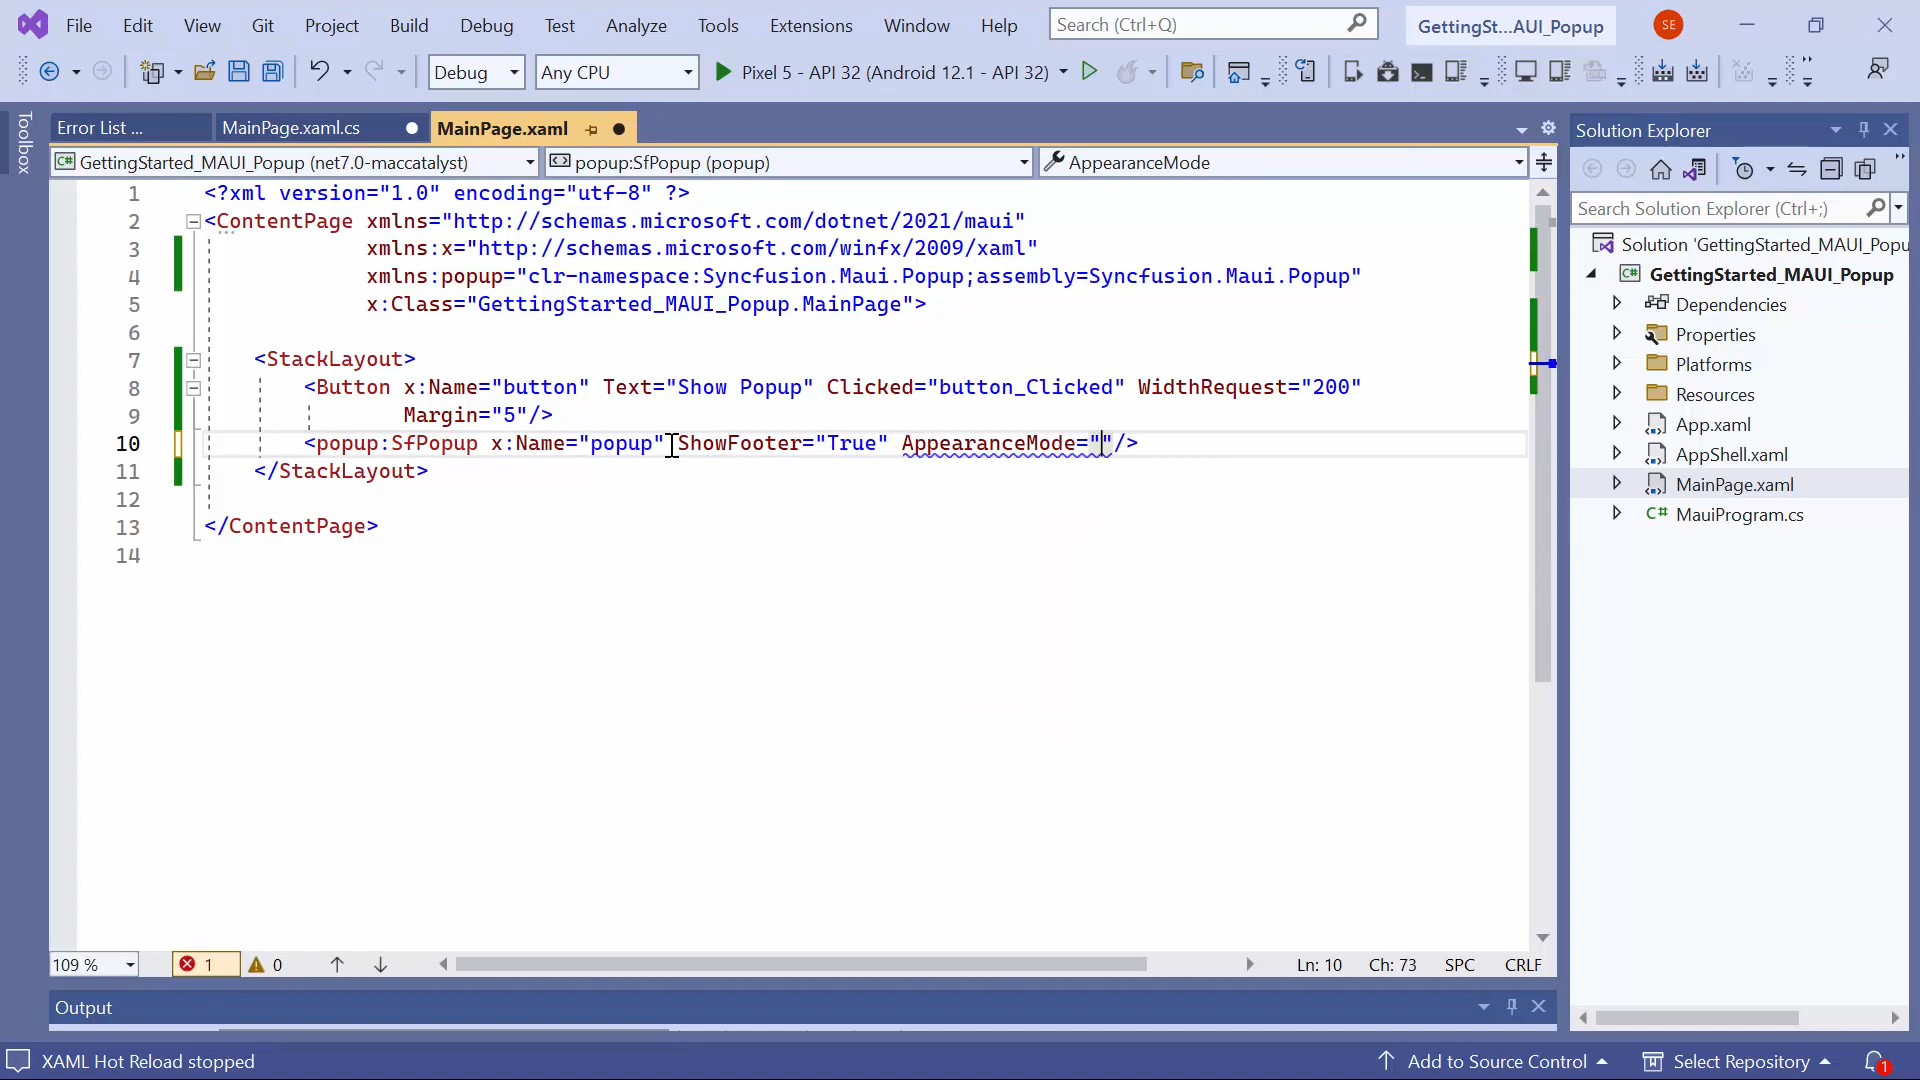 File Edit View Git Project Build Debug Test Analyze Tools Extensions Window Help Search (Ctrl+Q) GettingSt...AUI_Popup SE
Debug Any CPU Pixel 5 - API 32 (Android 12.1 - API 32)
Toolbox
Error List ... MainPage.xaml.cs MainPage.xaml
GettingStarted_MAUI_Popup (net7.0-maccatalyst) popup:SfPopup (popup) AppearanceMode
1 <?xml version="1.0" encoding="utf-8" ?>
2 <ContentPage xmlns="http://schemas.microsoft.com/dotnet/2021/maui"
3 xmlns:x="http://schemas.microsoft.com/winfx/2009/xaml"
4 xmlns:popup="clr-namespace:Syncfusion.Maui.Popup;assembly=Syncfusion.Maui.Popup"
5 x:Class="GettingStarted_MAUI_Popup.MainPage">
6
7 <StackLayout>
8 <Button x:Name="button" Text="Show Popup" Clicked="button_Clicked" WidthRequest="200"
9 Margin="5"/>
10 <popup:SfPopup x:Name="popup" ShowFooter="True" AppearanceMode=""/>
11 </StackLayout>
12
13 </ContentPage>
14
109 % 1 0 Ln: 10 Ch: 73 SPC CRLF
Output
Solution Explorer
Search Solution Explorer (Ctrl+;)
Solution 'GettingStarted_MAUI_Popu
GettingStarted_MAUI_Popup
Dependencies
Properties
Platforms
Resources
App.xaml
AppShell.xaml
MainPage.xaml
C# MauiProgram.cs
XAML Hot Reload stopped Add to Source Control Select Repository 1